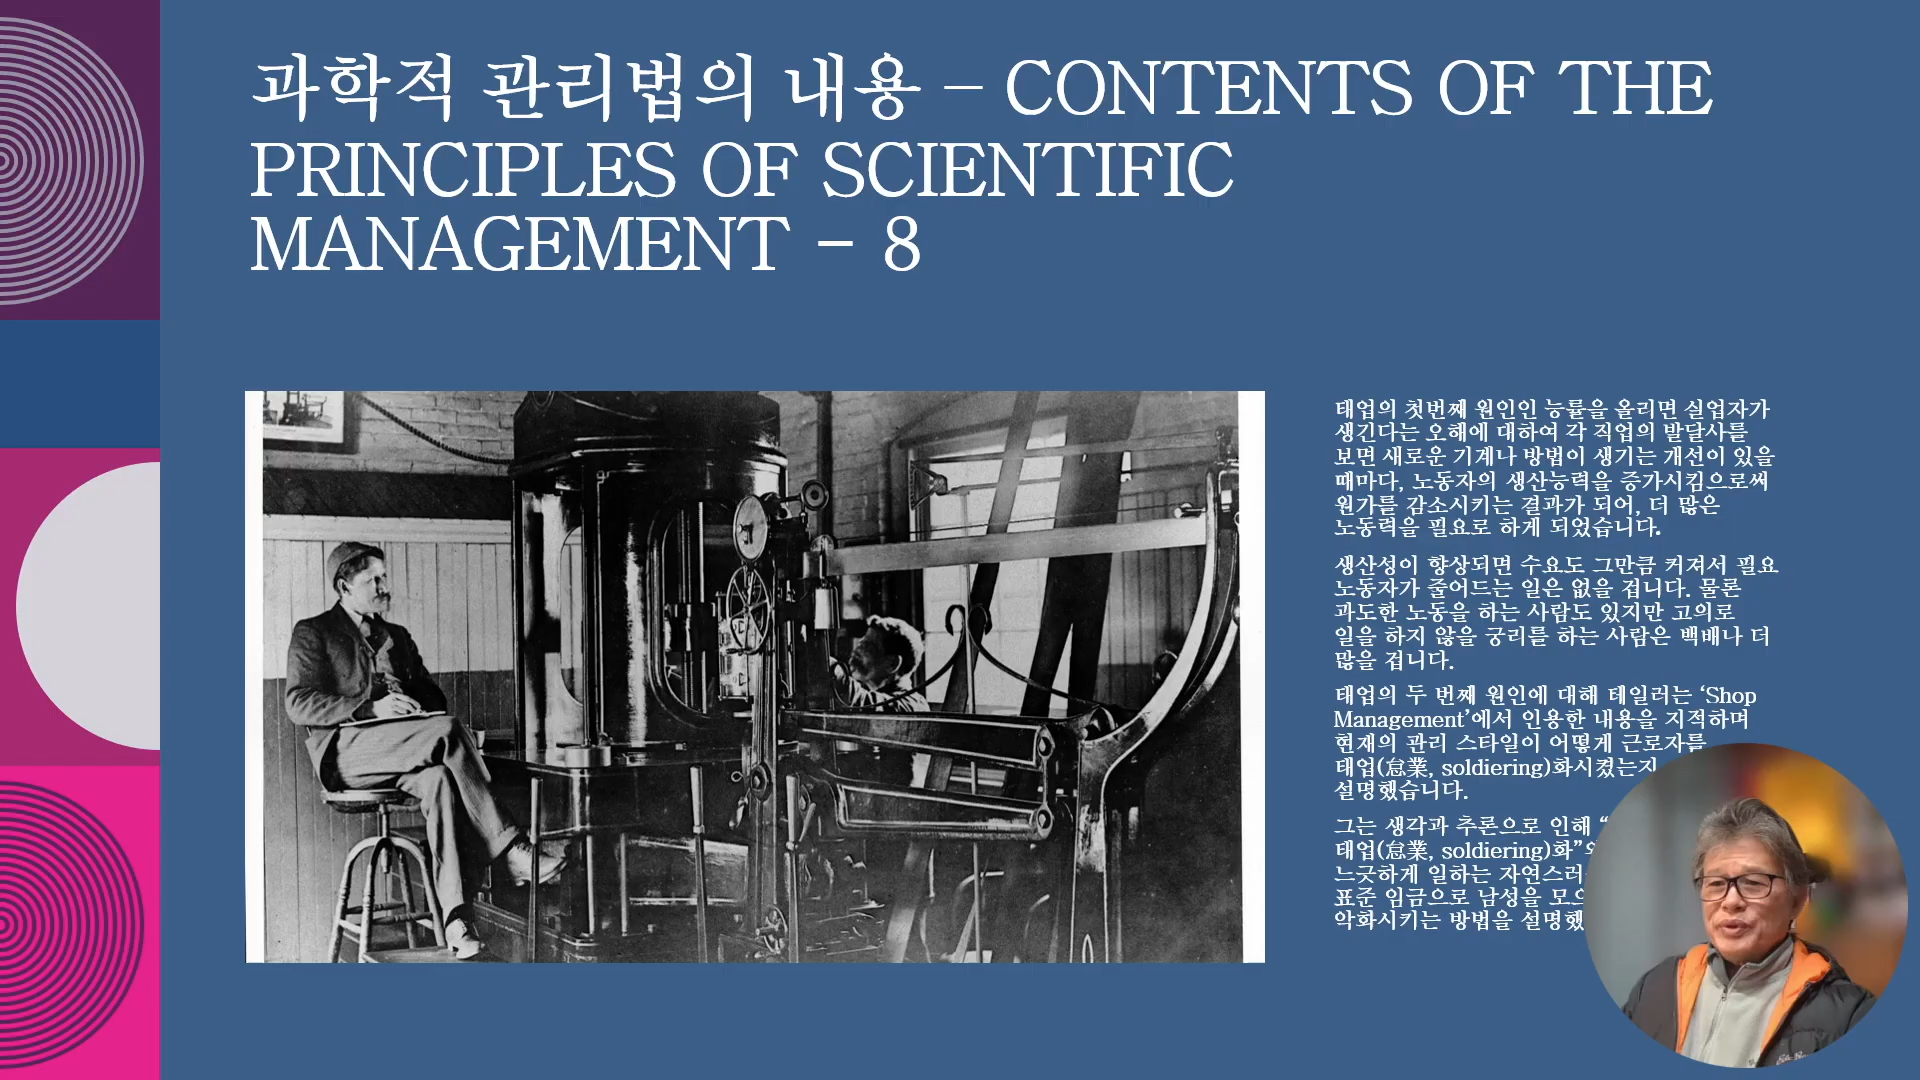 과학적 관리법의 내용 – CONTENTS OF THE
PRINCIPLES OF SCIENTIFIC
MANAGEMENT – 8
태업의 첫번째 원인인 능률을 올리면 실업자가
생긴다는 오해에 대하여 각 직업의 발달사를
보면 새로운 기계나 방법이 생기는 개선이 있을
때마다, 노동자의 생산능력을 증가시킴으로써
원가를 감소시키는 결과가 되어, 더 많은
노동력을 필요로 하게 되었습니다.
생산성이 향상되면 수요도 그만큼 커져서 필요
노동자가 줄어드는 일은 없을 겁니다. 물론
과도한 노동을 하는 사람도 있지만 고의로
일을 하지 않을 궁리를 하는 사람은 백배나 더
많을 겁니다.
태업의 두 번째 원인에 대해 테일러는 ‘Shop
Management’에서 인용한 내용을 지적하며
현재의 관리 스타일이 어떻게 근로자를
태업(怠業, soldiering)화시켰는지
설명했습니다.
그는 생각과 추론으로 인해 “
태업(怠業, soldiering)화”
느긋하게 일하는
표준 임금으로 남성을
악화시키는 방법을